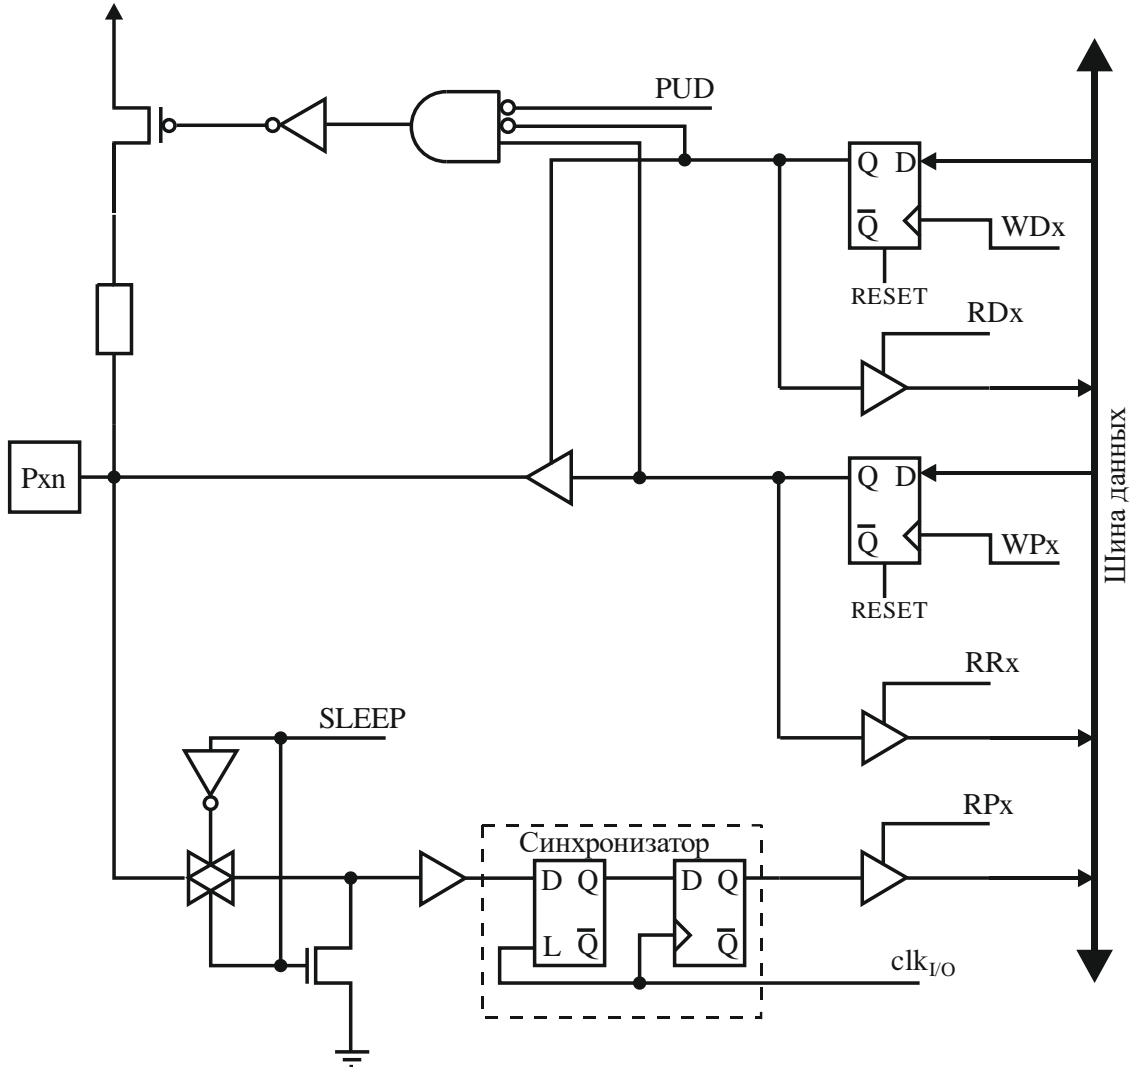 PUD
Q D
Q
WDx
RESET
RDx
Pxn
Q D
Q
WPx
RESET
Шина данных
RRx
SLEEP
RPx
Синхронизатор
D Q
L Q
D Q
Q
clkI/O